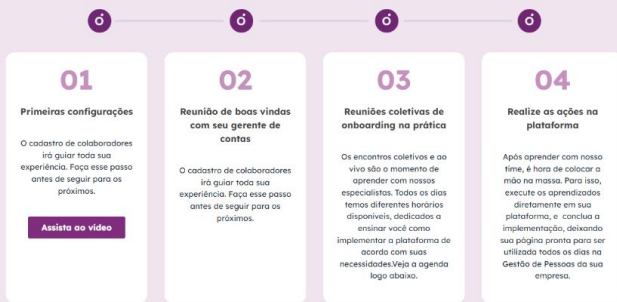 01
Primeiras configurações
O cadastro de colaboradores
irá guiar toda sua
experiência. Faça esse passo
antes de seguir para os
próximos.
Assista ao vídeo
02
Reunião de boas vindas
com seu gerente de
contas
O cadastro de colaboradores
irá guiar toda sua
experiência. Faça esse passo
antes de seguir para os
próximos.
03
Reuniões coletivas de
onboarding na prática
Os encontros coletivos e ao
vivo são o momento de
aprender com nossos
especialistas. Todos os dias
temos diferentes horários
disponíveis, dedicados a
ensinar você como
implementar a plataforma de
acordo com suas
necessidades.Veja a agenda
logo abaixo.
04
Realize as ações na
plataforma
Após aprender com nosso
time, é hora de colocar a
mão na massa. Para isso,
execute os aprendizados
diretamente em sua
plataforma, e conclua a
implementação, deixando
sua página pronta para ser
utilizada todos os dias na
Gestão de Pessoas da sua
empresa.